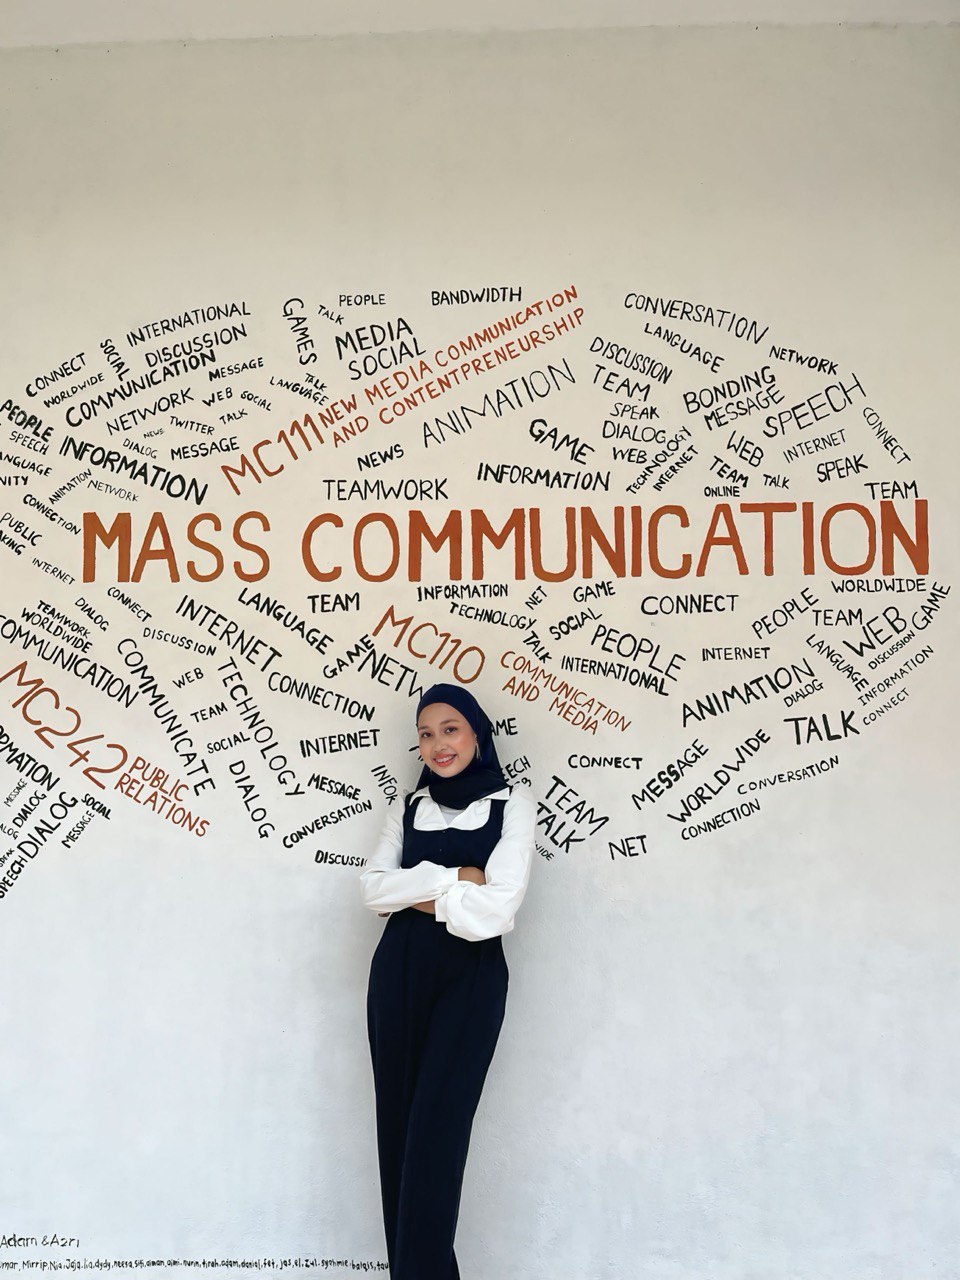 PEOPLE
BANDWIDTH
CONVERSATION
INTERNATIONAL
GAMES
TALK
MEDIA
SOCIAL
DISCUSSION
CONNECT
SOCIAL
WORLDWIDE
COMMUNICATION
MESSAGE
NETWORK
WEB
SOCIAL
TALK
LANGUAGE
LANGUAGE
NETWORK
DISCUSSION
TEAM
BONDING
MESSAGE
SPEECH
CONNECT
PEOPLE
SPEECH
NEWS
TWITTER
TALK
DIALOG
MESSAGE
INFORMATION
ANIMATION
NETWORK
MC111 NEW MEDIA COMMUNICATION
AND CONTENTPRENEURSHIP
ANIMATION
NEWS
GAME
SPEAK
DIALOG
WEB
TECHNOLOGY
INTERNET
WEB
INTERNET
TEAM
TALK
SPEAK
ONLINE
TEAM
TEAMWORK
INFORMATION
CONNECTION
PUBLIC
INTERNET
MASS COMMUNICATION
INFORMATION
NET
GAME
WORLDWIDE
GAME
CONNECT
INTERNET
LANGUAGE
TEAM
MC110
COMMUNICATION
AND MEDIA
TECHNOLOGY
TALK
SOCIAL
PEOPLE
INTERNATIONAL
CONNECT
PEOPLE
TEAM
WEB
DISCUSSION
LANGUAGE
INTERNET
INFORMATION
CONNECT
ANIMATION
DIALOG
TALK
DIALOG
TEAMWORK
WORLDWIDE
COMMUNICATION
DISCUSSION
WEB
COMMUNICATE
TECHNOLOGY
GAME
CONNECTION
TEAM
SOCIAL
DIALOG
INTERNET
MESSAGE
CONVERSATION
MC242 PUBLIC
RELATIONS
MESSAGE
DIALOG
DIALOG
SOCIAL
MESSAGE
SPEECH
CONNECT
TEAM
TALK
MESSAGE
WORLDWIDE
CONVERSATION
CONNECTION
NET
Adam & Azri